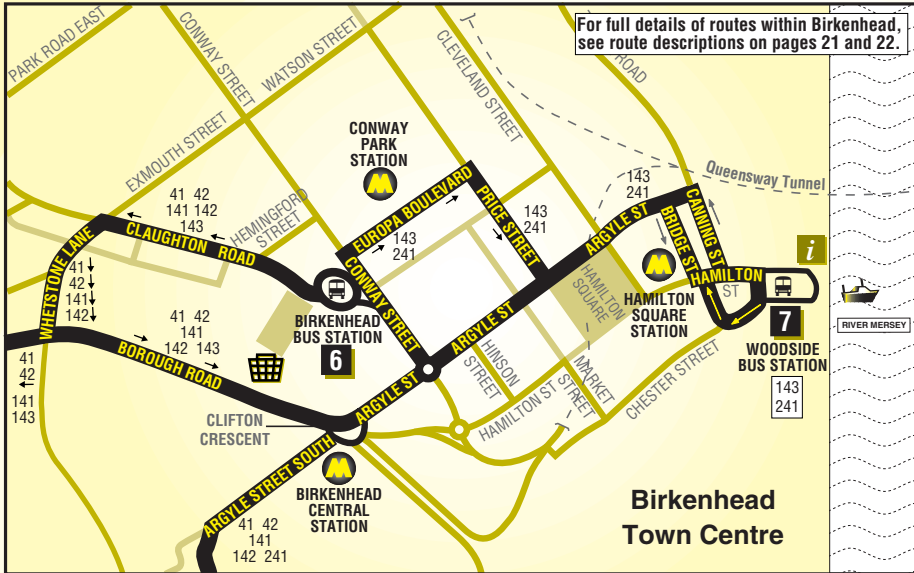 For full details of routes within Birkenhead,
see route descriptions on pages 21 and 22.
PARK ROAD EAST
CONWAY STREET
WATSON STREET
CLEVELAND STREET
ROAD
EXMOUTH STREET
CONWAY
PARK
STATION
M
Queensway Tunnel
41 42
141 142
143
HEMINGFORD
STREET
CLAUGHTON ROAD
EUROPA BOULEVARD
143
241
PRICE STREET
143
241
ARGYLE ST
143
241
BRIDGE ST
CANNING ST
i
WHETSTONE LANE
41
42
141
142
CONWAY STREET
BIRKENHEAD
BUS STATION
6
HAMILTON
SQUARE
M
HAMILTON
SQUARE
STATION
HAMILTON
ST
7
WOODSIDE
BUS STATION
143
241
RIVER MERSEY
41 42
141
142 143
BOROUGH ROAD
41
42
141
143
ARGYLE ST
ARGYLE ST
HINSON
STREET
HAMILTON ST
MARKET
STREET
CHESTER STREET
CLIFTON
CRESCENT
ARGYLE STREET SOUTH
M
BIRKENHEAD
CENTRAL
STATION
41 42
141
142 241
Birkenhead
Town Centre